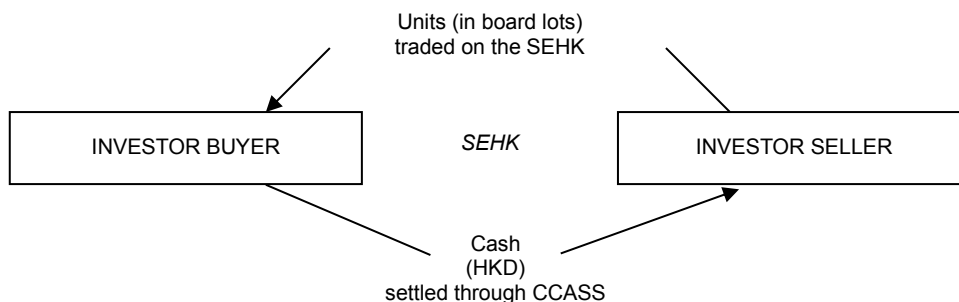 Units (in board lots)
traded on the SEHK
INVESTOR BUYER
SEHK
INVESTOR SELLER
Cash
(HKD)
settled through CCASS